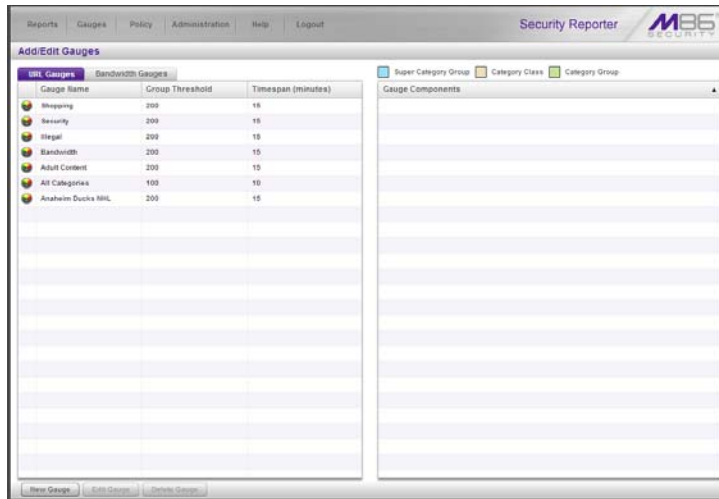 Reports Gauges Policy Administration Help Logout
Security Reporter
M86 SECURITY
Add/Edit Gauges
URL Gauges Bandwidth Gauges
Super Category Group Category Class Category Group
Gauge Name Group Threshold Timespan (minutes)
Gauge Components
Shopping 200 15
Security 200 15
Illegal 200 15
Bandwidth 200 15
Adult Content 200 15
All Categories 100 10
Anaheim Ducks NHL 200 15
New Gauge Edit Gauge Delete Gauge